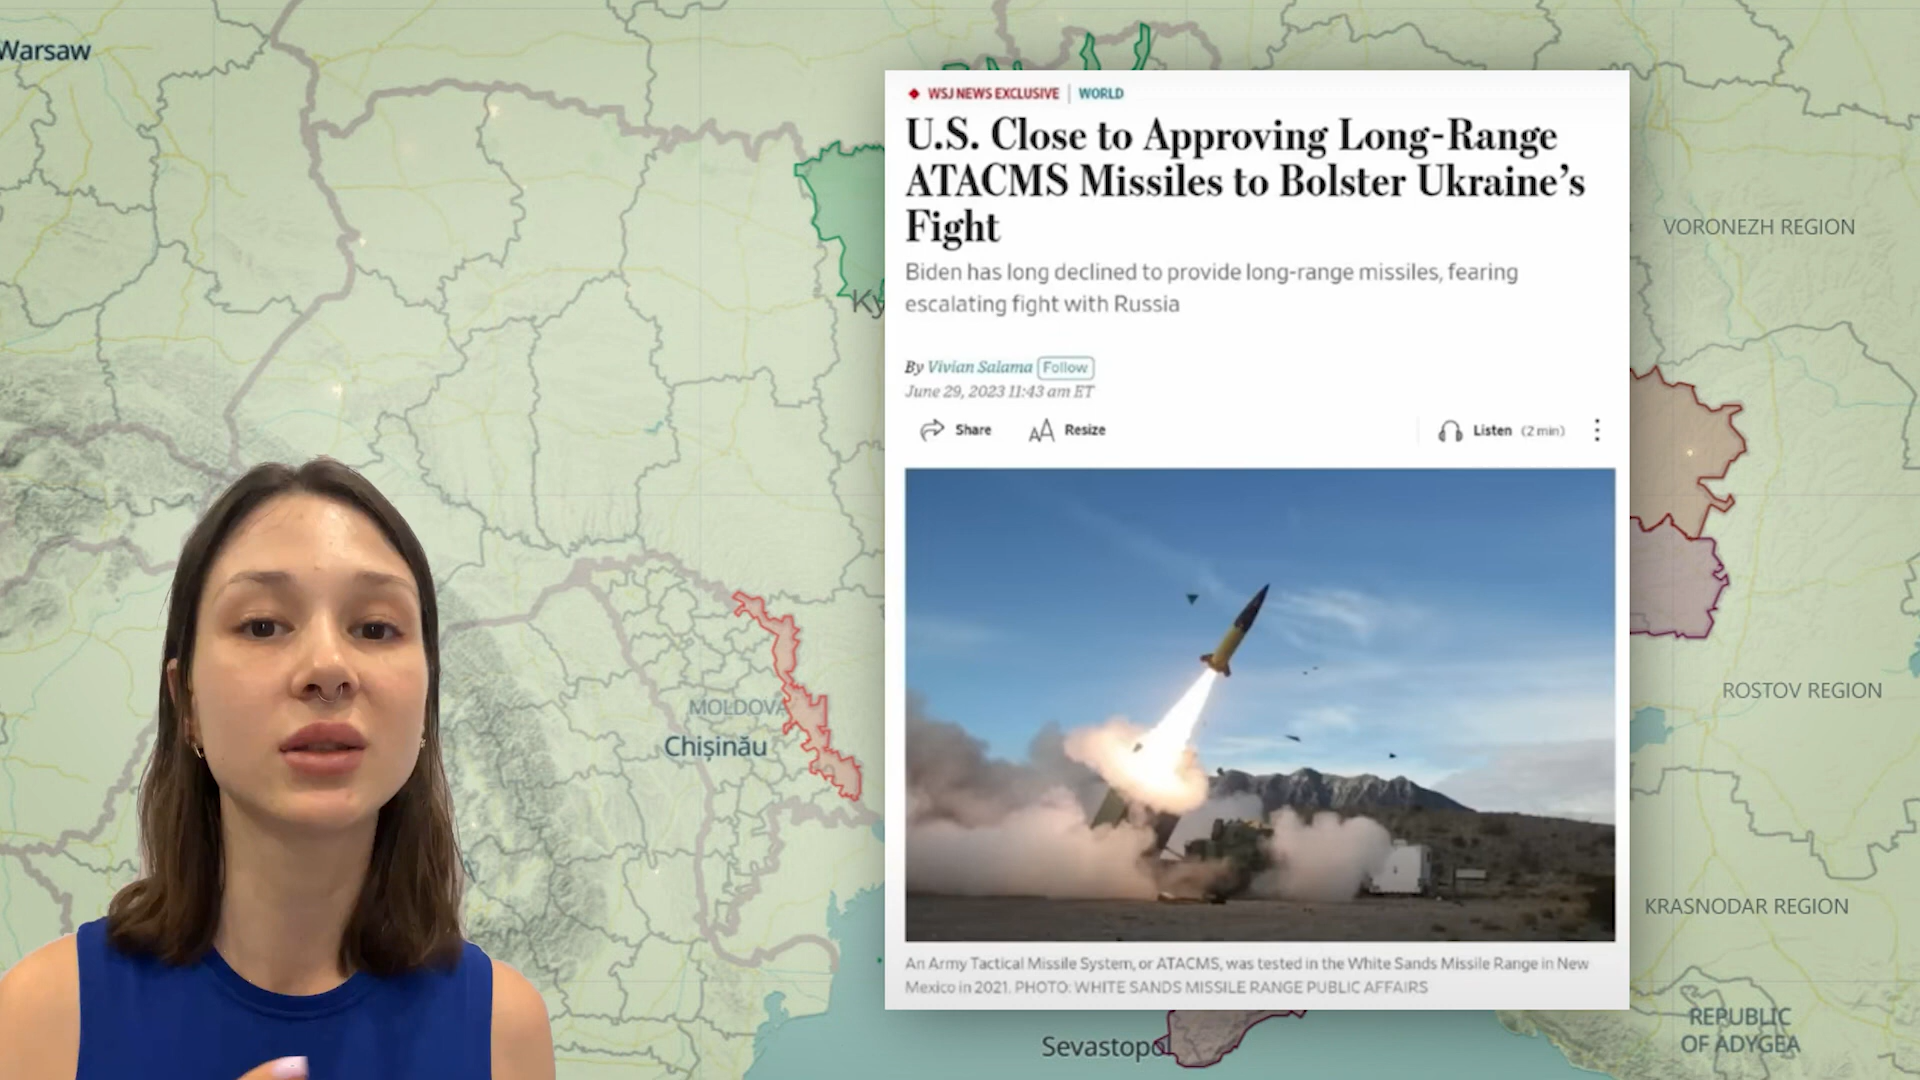 Warsaw
WSJ NEWS EXCLUSIVE | WORLD
U.S. Close to Approving Long-Range
ATACMS Missiles to Bolster Ukraine's
Fight
Biden has long declined to provide long-range missiles, fearing
escalating fight with Russia
By Vivian Salama Follow
June 29, 2023 11:43 am ET
Share
Resize
Listen (2 min)
An Army Tactical Missile System, or ATACMS, was tested in the White Sands Missile Range in New
Mexico in 2021. PHOTO: WHITE SANDS MISSILE RANGE PUBLIC AFFAIRS
VORONEZH REGION
Ky
ROSTOV REGION
MOLDOVA
Chișinău
KRASNODAR REGION
Sevastopol
REPUBLIC
OF ADYGEA